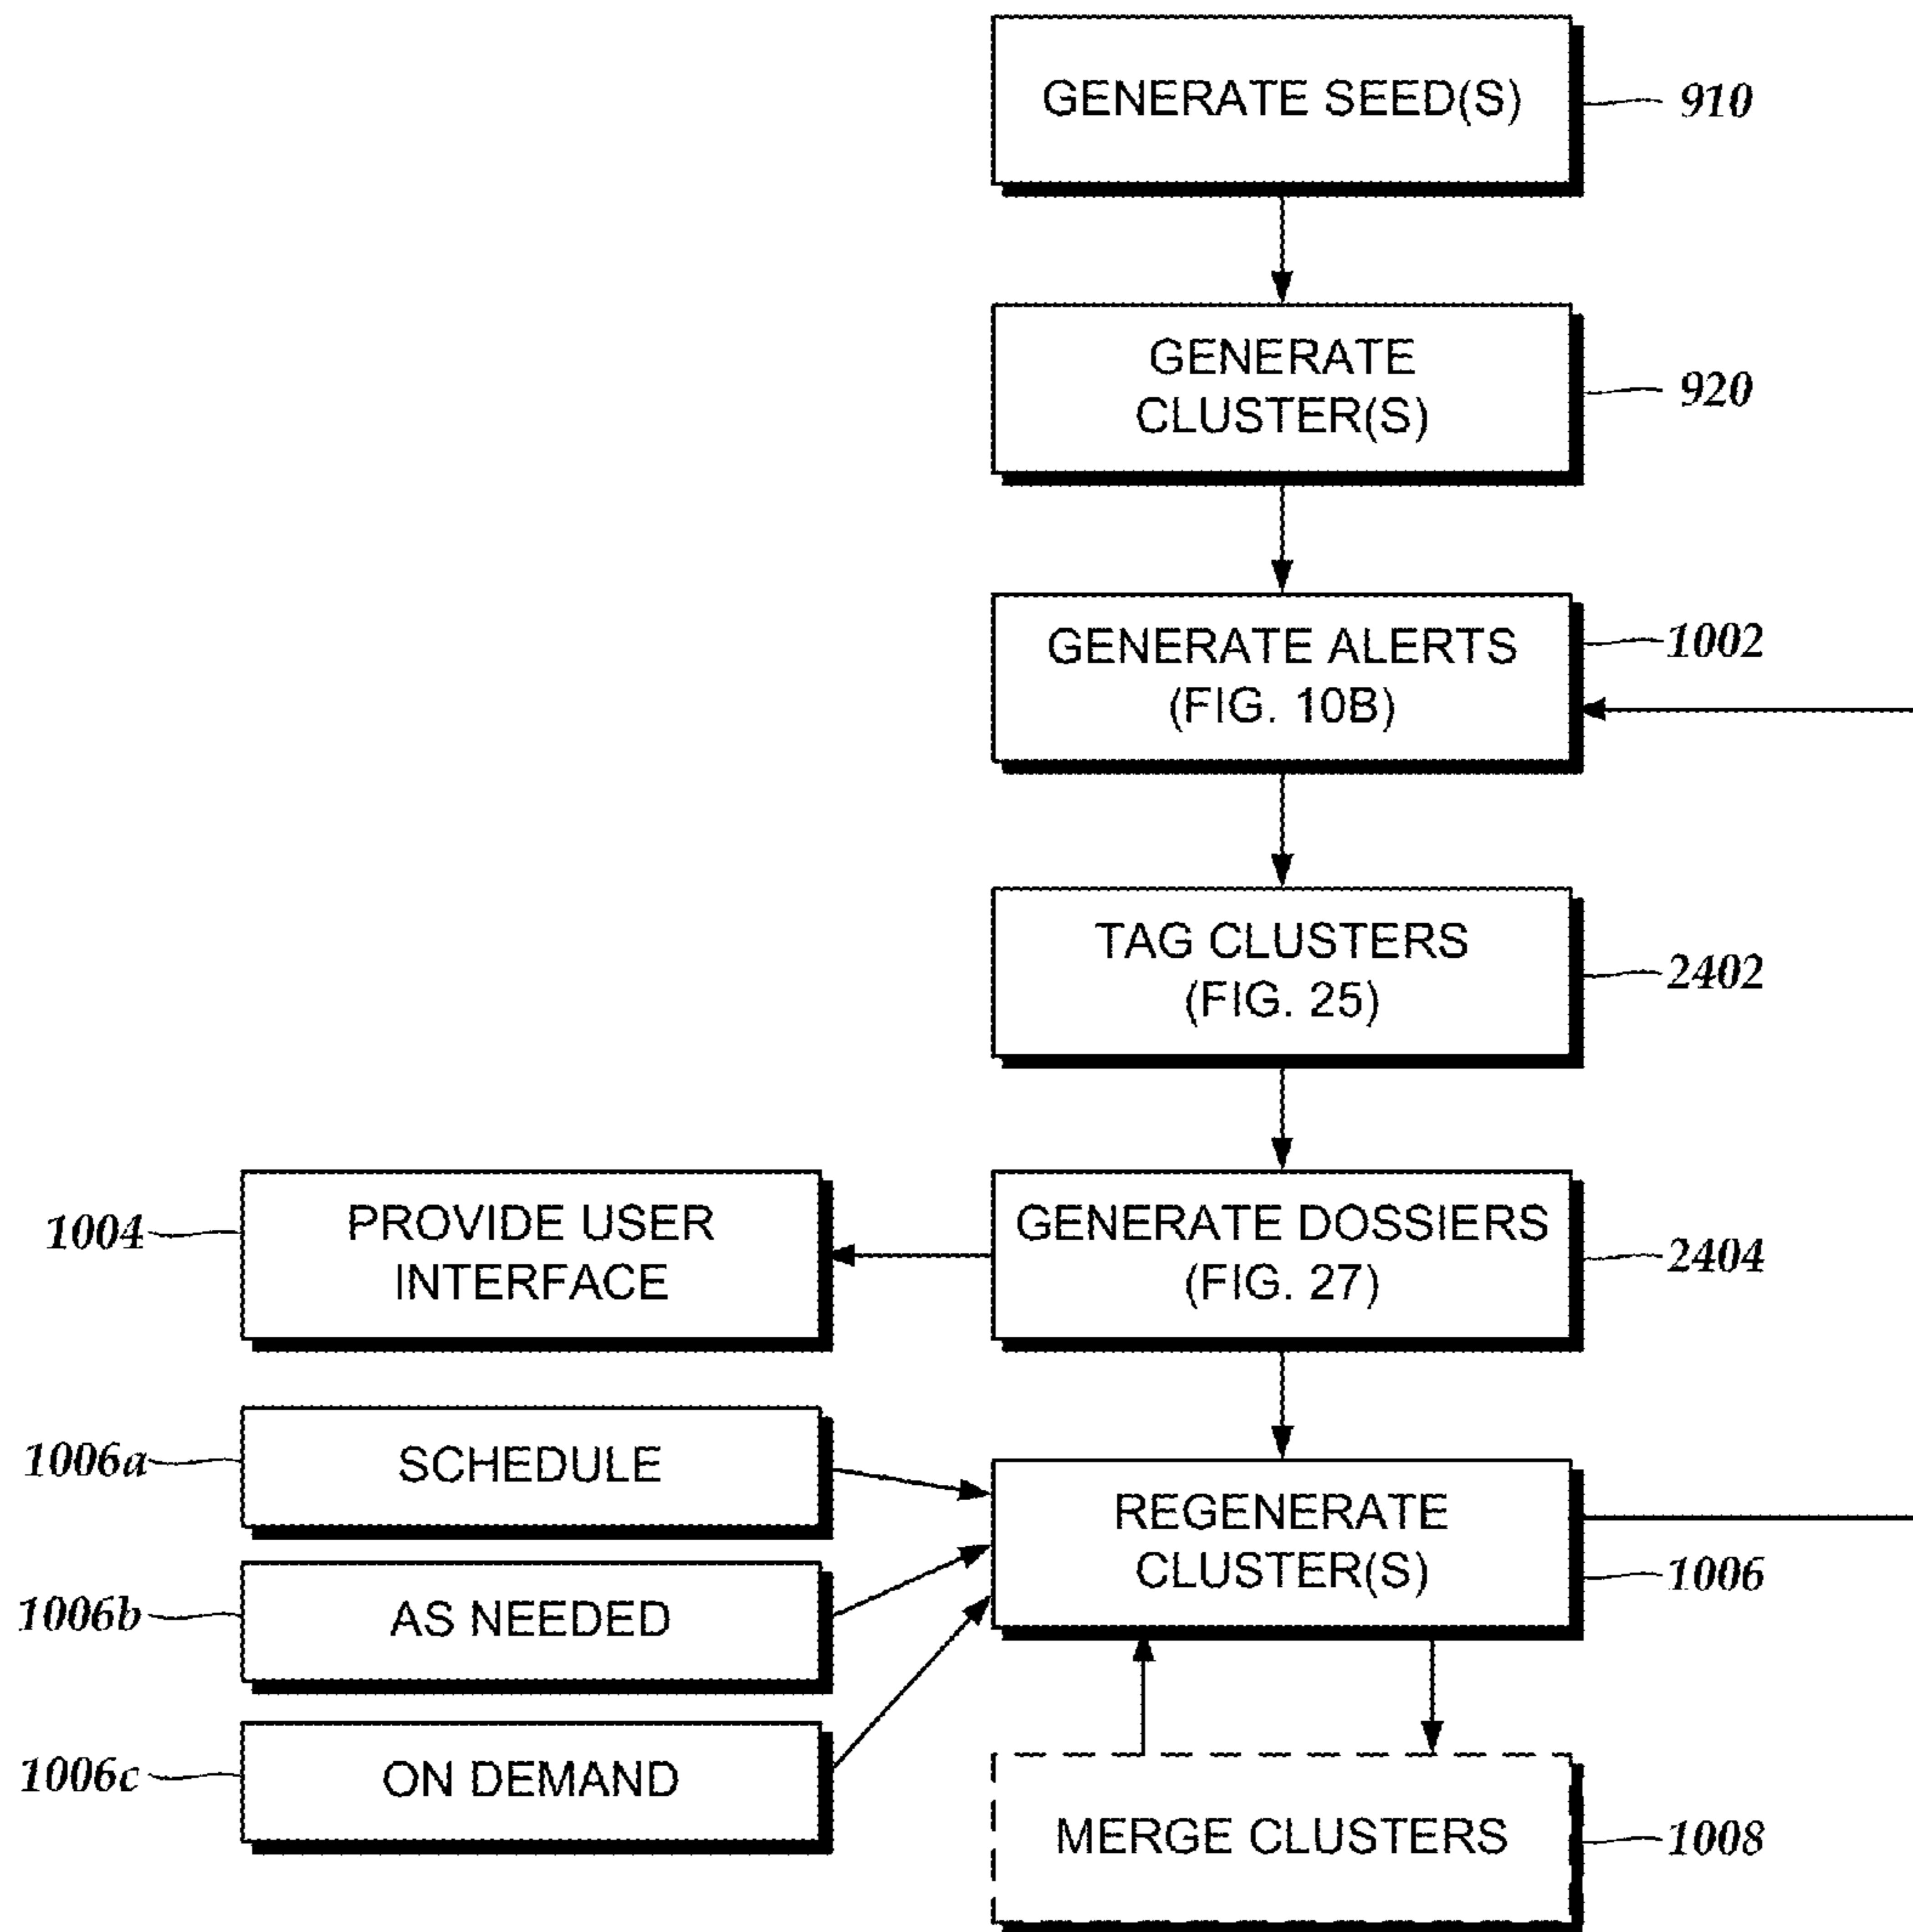 GENERATE SEED(S)
910
GENERATE
CLUSTER(S)
920
GENERATE ALERTS
(FIG. 10B)
1002
TAG CLUSTERS
(FIG. 25)
2402
1004
PROVIDE USER
INTERFACE
GENERATE DOSSIERS
(FIG. 27)
2404
1006a
SCHEDULE
1006b
AS NEEDED
1006c
ON DEMAND
REGENERATE
CLUSTER(S)
1006
MERGE CLUSTERS
1008